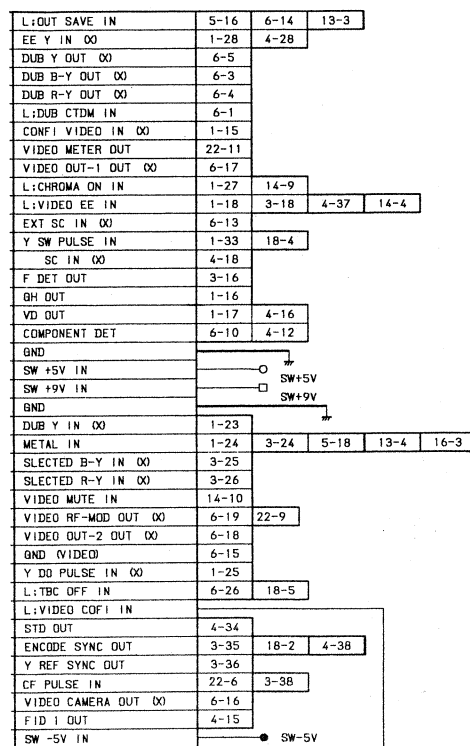 L;OUT SAVE IN 5-16 6-14 13-3
EE Y IN (X) 1-28 4-28
DUB Y OUT (X) 6-5
DUB B-Y OUT (X) 6-3
DUB R-Y OUT (X) 6-4
L;DUB CTDM IN 6-1
CONFI VIDEO IN (X) 1-15
VIDEO METER OUT 22-11
VIDEO OUT-1 OUT (X) 6-17
L;CHROMA ON IN 1-27 14-9
L;VIDEO EE IN 1-18 3-18 4-37 14-4
EXT SC IN (X) 6-13
Y SW PULSE IN 1-33 18-4
SC IN (X) 4-18
F DET OUT 3-16
QH OUT 1-16
VD OUT 1-17 4-16
COMPONENT DET 6-10 4-12
GND
SW +5V IN SW+5V
SW +9V IN SW+9V
GND
DUB Y IN (X) 1-23
METAL IN 1-24 3-24 5-18 13-4 16-3
SLECTED B-Y IN (X) 3-25
SLECTED R-Y IN (X) 3-26
VIDEO MUTE IN 14-10
VIDEO RF-MOD OUT (X) 6-19 22-9
VIDEO OUT-2 OUT (X) 6-18
GND (VIDEO) 6-15
Y DO PULSE IN (X) 1-25
L;TBC OFF IN 6-26 18-5
L;VIDEO COFI IN
STD OUT 4-34
ENCODE SYNC OUT 3-35 18-2 4-38
Y REF SYNC OUT 3-36
CF PULSE IN 22-6 3-38
VIDEO CAMERA OUT (X) 6-16
FID 1 OUT 4-15
SW -5V IN SW-5V